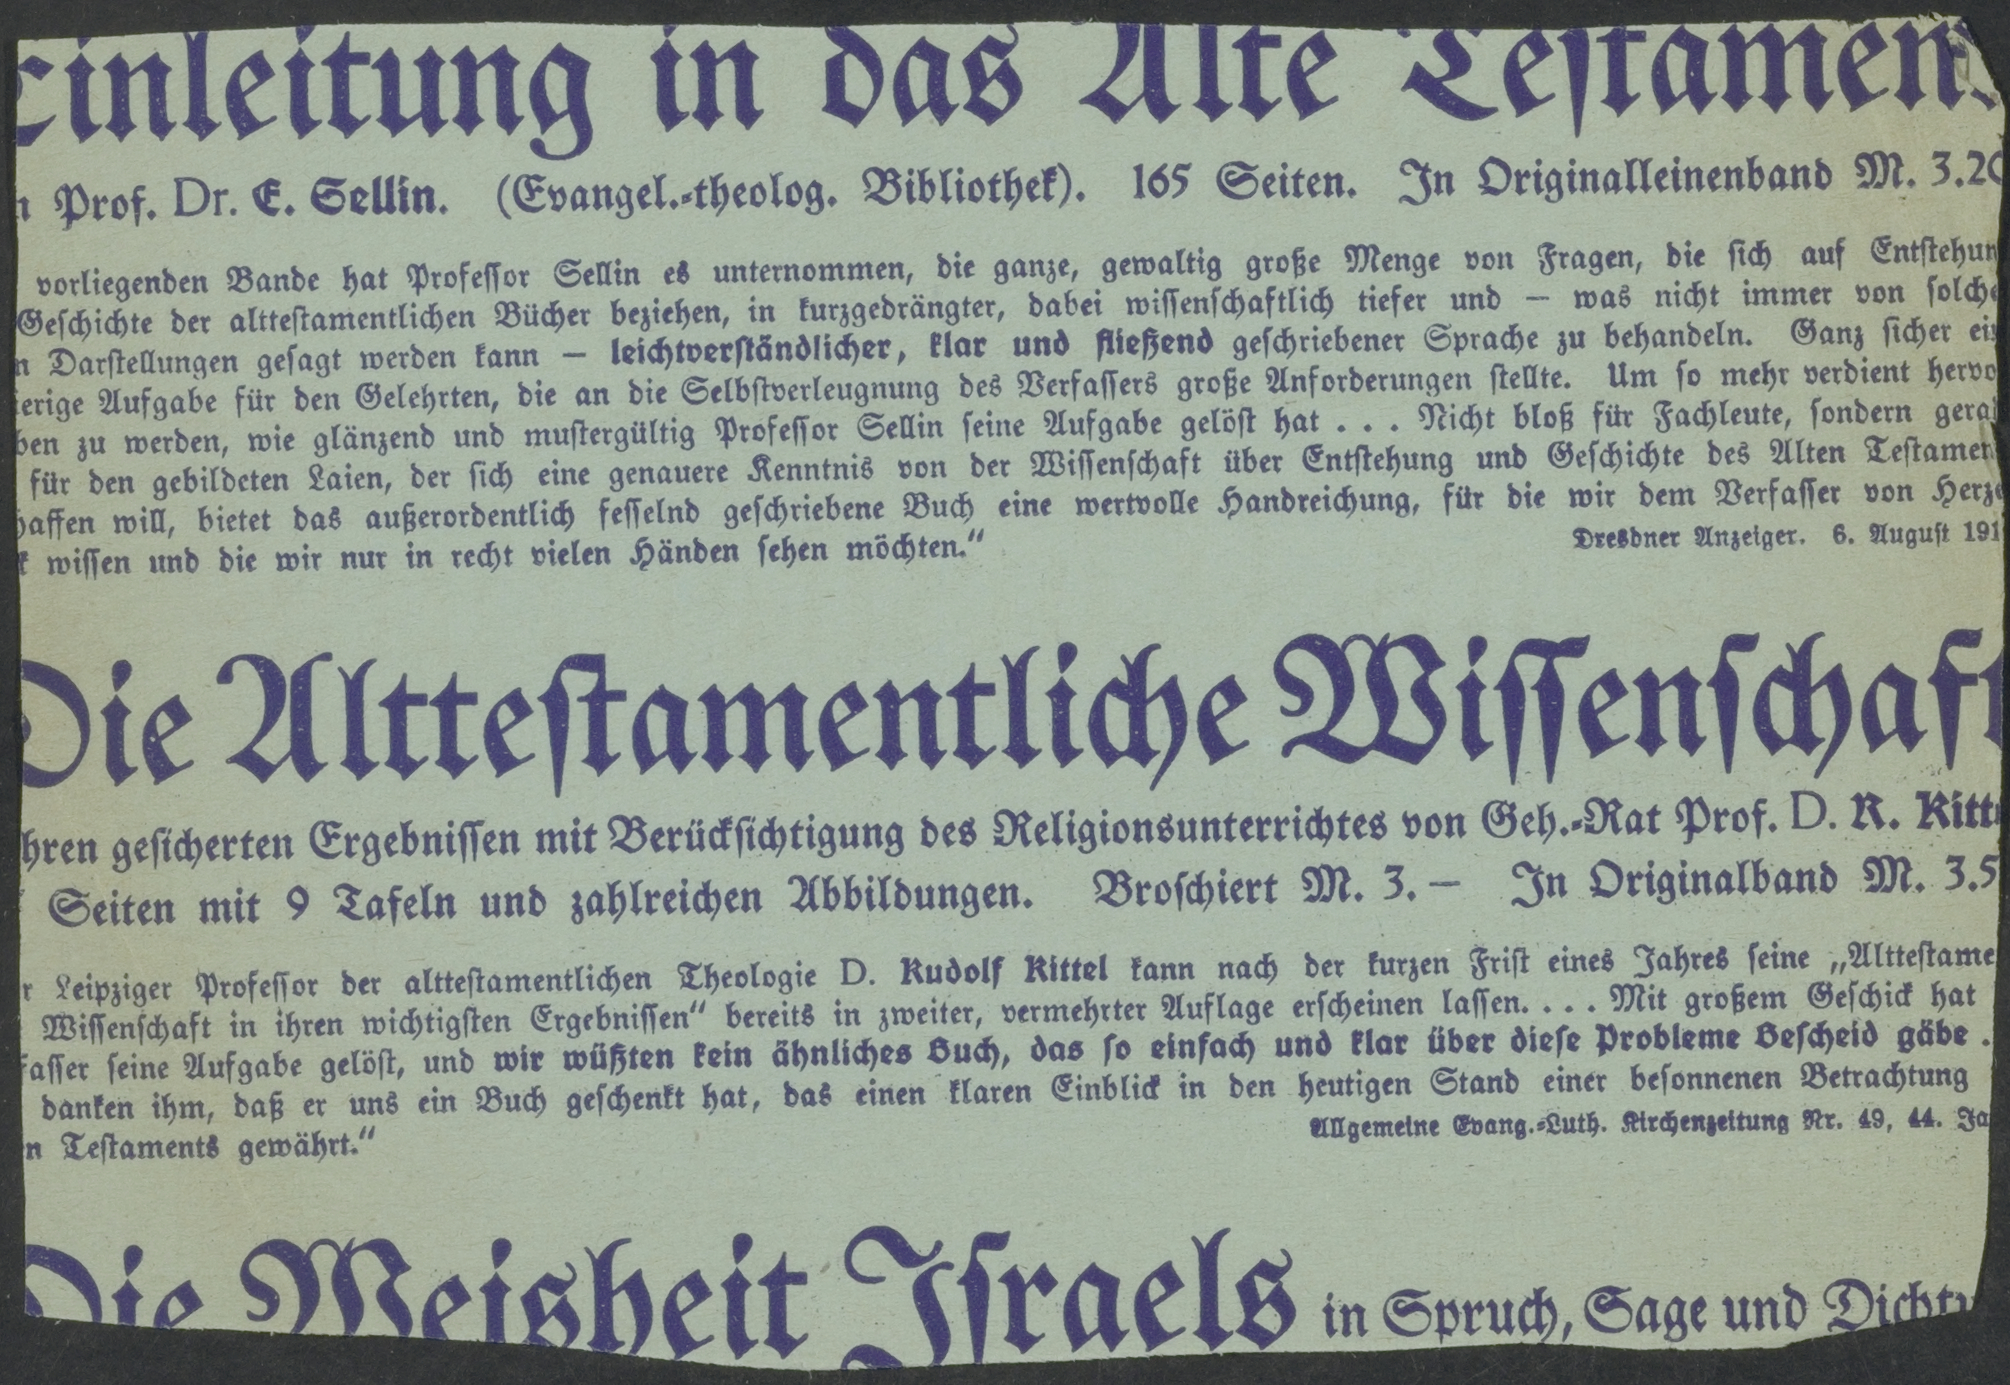 Einleitung in das Alte Testament
n Prof. Dr. E. Sellin. (Evangel.-theolog. Bibliothek). 165 Seiten. In Originalleinenband M. 3.20
vorliegenden Bande hat Professor Sellin es unternommen, die ganze, gewaltig große Menge von Fragen, die sich auf Entstehun
Geschichte der alttestamentlichen Bücher beziehen, in kurzgedrängter, dabei wissenschaftlich tiefer und — was nicht immer von solche
n Darstellungen gesagt werden kann — leichtverständlicher, klar und fließend geschriebener Sprache zu behandeln. Ganz sicher ein
ierige Aufgabe für den Gelehrten, die an die Selbstverleugnung des Verfassers große Anforderungen stellte. Um so mehr verdient hervo
ben zu werden, wie glänzend und mustergültig Professor Sellin seine Aufgabe gelöst hat . . . Nicht bloß für Fachleute, sondern gerad
für den gebildeten Laien, der sich eine genauere Kenntnis von der Wissenschaft über Entstehung und Geschichte des Alten Testamen
haffen will, bietet das außerordentlich fesselnd geschriebene Buch eine wertvolle Handreichung, für die wir dem Verfasser von Herze
k wissen und die wir nur in recht vielen Händen sehen möchten.“ Dresdner Anzeiger. 6. August 191
Die Alttestamentliche Wissenschaft
hren gesicherten Ergebnissen mit Berücksichtigung des Religionsunterrichtes von Geh.-Rat Prof. D. R. Kitte
Seiten mit 9 Tafeln und zahlreichen Abbildungen. Broschiert M. 3.— In Originalband M. 3.5
r Leipziger Professor der alttestamentlichen Theologie D. Rudolf Kittel kann nach der kurzen Frist eines Jahres seine „Alttestame
Wissenschaft in ihren wichtigsten Ergebnissen“ bereits in zweiter, vermehrter Auflage erscheinen lassen. . . . Mit großem Geschick hat
fasser seine Aufgabe gelöst, und wir wüßten kein ähnliches Buch, das so einfach und klar über diese Probleme Bescheid gäbe .
danken ihm, daß er uns ein Buch geschenkt hat, das einen klaren Einblick in den heutigen Stand einer besonnenen Betrachtung
n Testaments gewährt.“ Allgemeine Evang.-Luth. Kirchenzeitung Nr. 49, 44. Ja
Die Weisheit Israels in Spruch, Sage und Dichtu